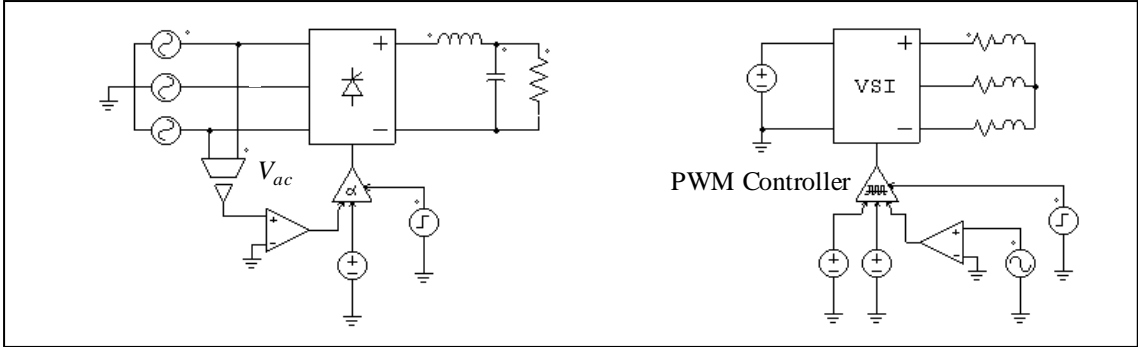 V_ac
α
VSI
PWM Controller